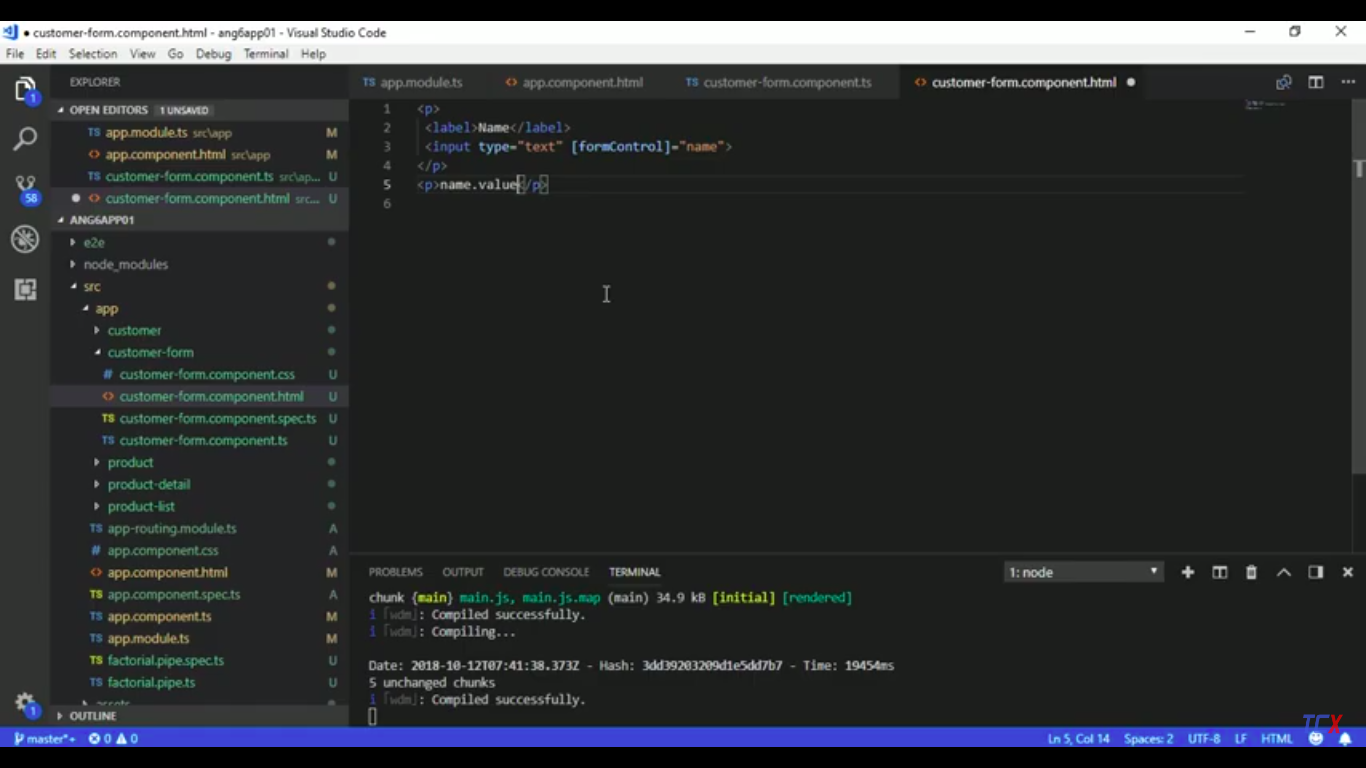 customer-form.component.html - ang6app01 - Visual Studio Code
File Edit Selection View Go Debug Terminal Help
EXPLORER
OPEN EDITORS 1 UNSAVED
TS app.module.ts src\app M
<> app.component.html src\app M
TS customer-form.component.ts src\ap... U
● <> customer-form.component.html src... U
ANG6APP01
e2e
node_modules
src
app
customer
customer-form
# customer-form.component.css U
<> customer-form.component.html U
TS customer-form.component.spec.ts U
TS customer-form.component.ts U
product
product-detail
product-list
TS app-routing.module.ts A
# app.component.css A
<> app.component.html M
TS app.component.spec.ts A
TS app.component.ts M
TS app.module.ts M
TS factorial.pipe.spec.ts U
TS factorial.pipe.ts U
assets
OUTLINE
1
58
1
TS app.module.ts <> app.component.html TS customer-form.component.ts <> customer-form.component.html ●
1 <p>
2 <label>Name</label>
3 <input type="text" [formControl]="name">
4 </p>
5 <p>name.value</p>
6
PROBLEMS OUTPUT DEBUG CONSOLE TERMINAL 1: node
chunk {main} main.js, main.js.map (main) 34.9 kB [initial] [rendered]
i ｢wdm｣: Compiled successfully.
i ｢wdm｣: Compiling...
Date: 2018-10-12T07:41:38.373Z - Hash: 3dd39203209d1e5dd7b7 - Time: 19454ms
5 unchanged chunks
i ｢wdm｣: Compiled successfully.
TCX
master*+ 0 0 Ln 5, Col 14 Spaces: 2 UTF-8 LF HTML